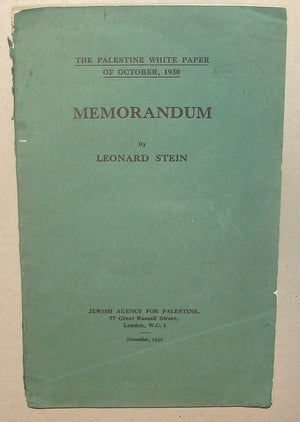 THE PALESTINE WHITE PAPER
OF OCTOBER, 1930
MEMORANDUM
By
LEONARD STEIN
JEWISH AGENCY FOR PALESTINE,
77 Great Russell Street,
London, W.C.1
November, 1930